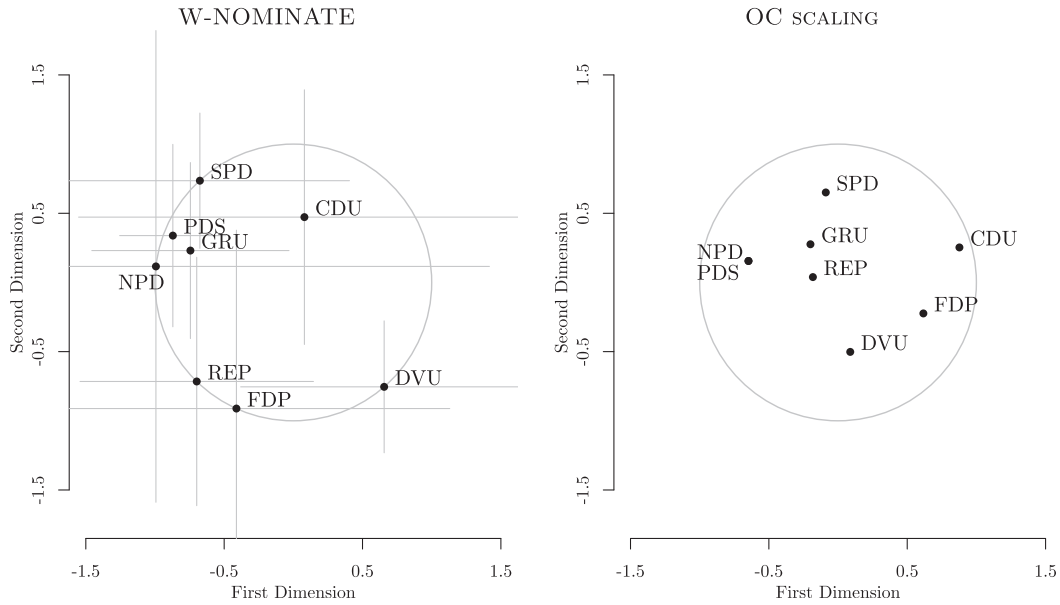 W-NOMINATE
1.5
0.5
-0.5
-1.5
Second Dimension
SPD
CDU
PDS
GRU
NPD
REP
FDP
DVU
-1.5
-0.5
0.5
1.5
First Dimension
OC SCALING
1.5
0.5
-0.5
-1.5
Second Dimension
SPD
GRU
CDU
NPD
PDS
REP
FDP
DVU
-1.5
-0.5
0.5
1.5
First Dimension